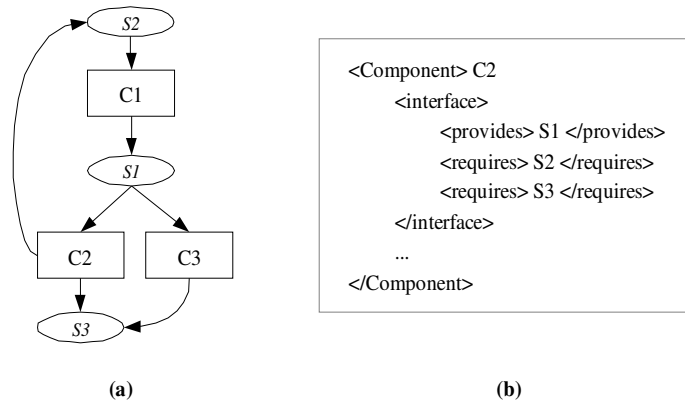 S2
C1
S1
C2
C3
S3
(a)
<Component> C2
<interface>
<provides> S1 </provides>
<requires> S2 </requires>
<requires> S3 </requires>
</interface>
...
</Component>
(b)